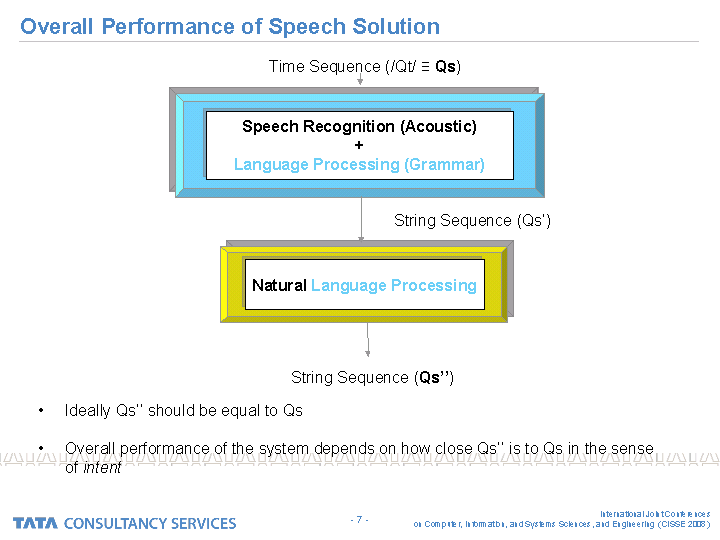 Overall Performance of Speech Solution
Time Sequence (/Qt/ ≡ Qs)
Speech Recognition (Acoustic)
+
Language Processing (Grammar)
String Sequence (Qs')
Natural Language Processing
String Sequence (Qs'')
• Ideally Qs'' should be equal to Qs
• Overall performance of the system depends on how close Qs'' is to Qs in the sense
of intent
TATA CONSULTANCY SERVICES
- 7 -
International Joint Conferences
on Computer, Information, and Systems Sciences, and Engineering (CISSE 2008)